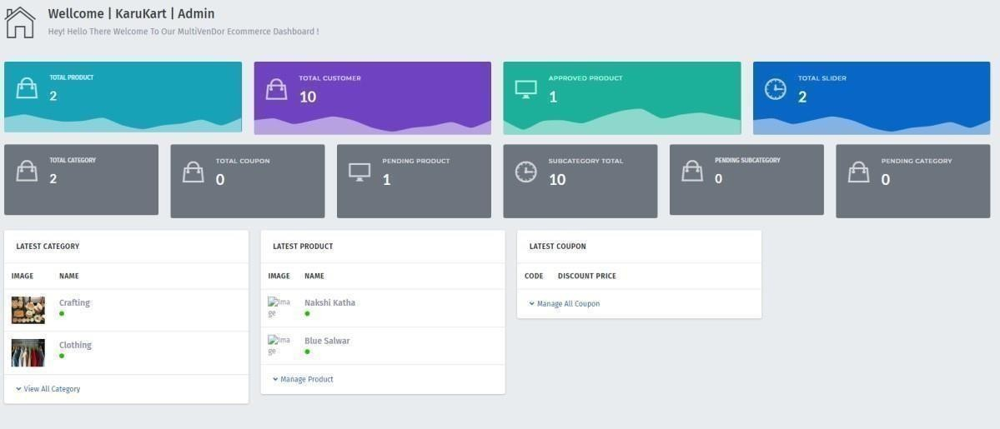 Wellcome | KaruKart | Admin
Hey! Hello There Welcome To Our MultiVenDor Ecommerce Dashboard !
TOTAL PRODUCT
2
TOTAL CUSTOMER
10
APPROVED PRODUCT
1
TOTAL SLIDER
2
TOTAL CATEGORY
2
TOTAL COUPON
0
PENDING PRODUCT
1
SUBCATEGORY TOTAL
10
PENDING SUBCATEGORY
0
PENDING CATEGORY
0
LATEST CATEGORY
IMAGE NAME
Crafting
Clothing
View All Category
LATEST PRODUCT
IMAGE NAME
Ima
ge
Nakshi Katha
Ima
ge
Blue Salwar
Manage Product
LATEST COUPON
CODE DISCOUNT PRICE
Manage All Coupon